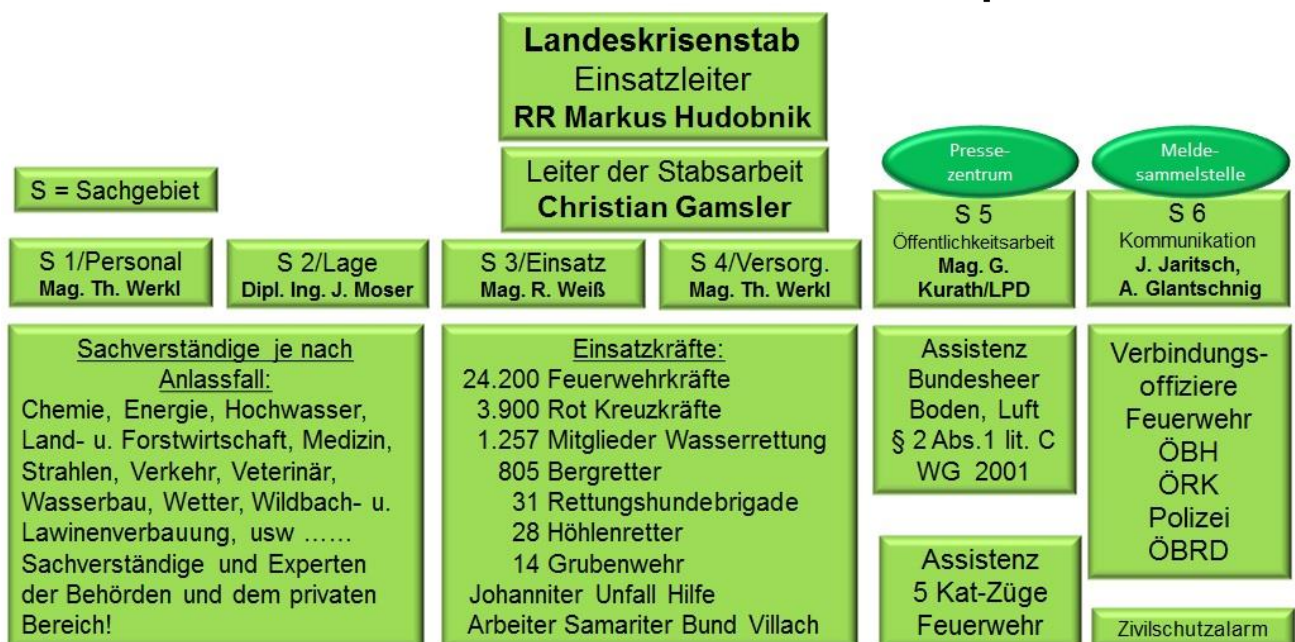 Landeskrisenstab
Einsatzleiter
RR Markus Hudobnik
Leiter der Stabsarbeit
Christian Gamsler
S = Sachgebiet
Presse-
zentrum
Melde-
sammelstelle
S 1/Personal
Mag. Th. Werkl
S 2/Lage
Dipl. Ing. J. Moser
S 3/Einsatz
Mag. R. Weiß
S 4/Versorg.
Mag. Th. Werkl
S 5
Öffentlichkeitsarbeit
Mag. G.
Kurath/LPD
S 6
Kommunikation
J. Jaritsch,
A. Glantschnig
Sachverständige je nach
Anlassfall:
Chemie, Energie, Hochwasser,
Land- u. Forstwirtschaft, Medizin,
Strahlen, Verkehr, Veterinär,
Wasserbau, Wetter, Wildbach- u.
Lawinenverbauung, usw ......
Sachverständige und Experten
der Behörden und dem privaten
Bereich!
Einsatzkräfte:
24.200 Feuerwehrkräfte
3.900 Rot Kreuzkräfte
1.257 Mitglieder Wasserrettung
805 Bergretter
31 Rettungshundebrigade
28 Höhlenretter
14 Grubenwehr
Johanniter Unfall Hilfe
Arbeiter Samariter Bund Villach
Assistenz
Bundesheer
Boden, Luft
§ 2 Abs.1 lit. C
WG 2001
Assistenz
5 Kat-Züge
Feuerwehr
Verbindungs-
offiziere
Feuerwehr
ÖBH
ÖRK
Polizei
ÖBRD
Zivilschutzalarm